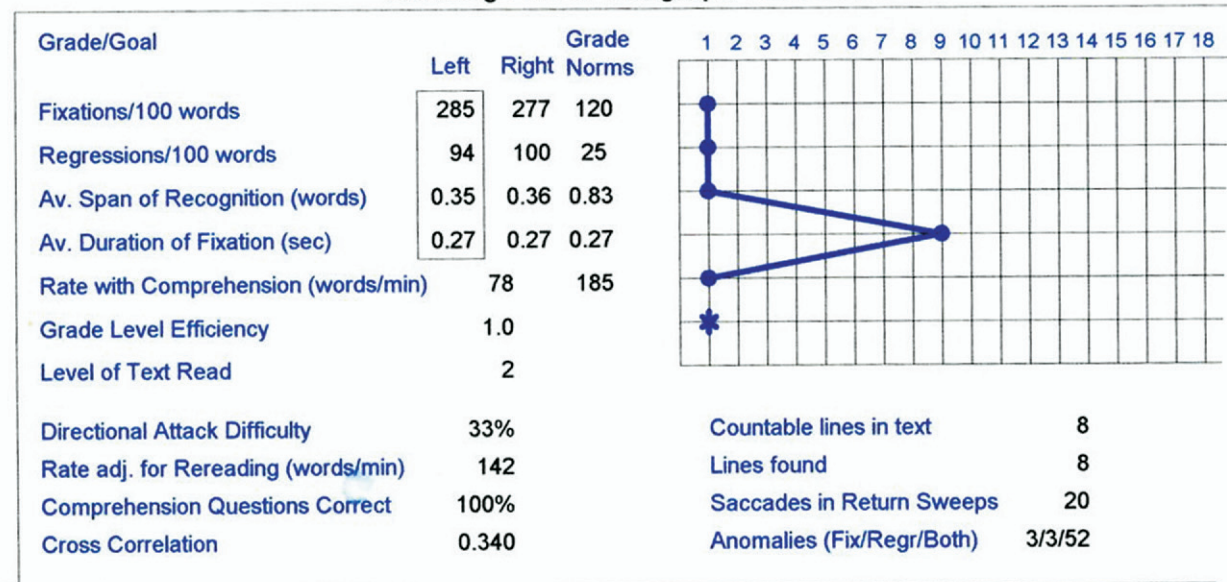 Grade/Goal Left Right Grade Norms 1 2 3 4 5 6 7 8 9 10 11 12 13 14 15 16 17 18
Fixations/100 words 285 277 120
Regressions/100 words 94 100 25
Av. Span of Recognition (words) 0.35 0.36 0.83
Av. Duration of Fixation (sec) 0.27 0.27 0.27
Rate with Comprehension (words/min) 78 185
Grade Level Efficiency 1.0
Level of Text Read 2
Directional Attack Difficulty 33% Countable lines in text 8
Rate adj. for Rereading (words/min) 142 Lines found 8
Comprehension Questions Correct 100% Saccades in Return Sweeps 20
Cross Correlation 0.340 Anomalies (Fix/Regr/Both) 3/3/52